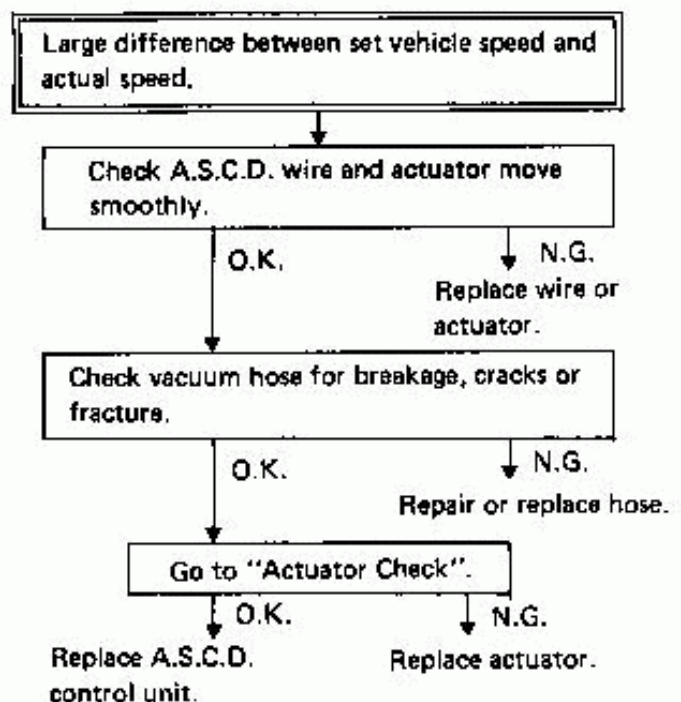 Large difference between set vehicle speed and
actual speed.
Check A.S.C.D. wire and actuator move
smoothly.
O.K.
N.G.
Replace wire or
actuator.
Check vacuum hose for breakage, cracks or
fracture.
O.K.
N.G.
Repair or replace hose.
Go to "Actuator Check".
O.K.
N.G.
Replace A.S.C.D.
control unit.
Replace actuator.